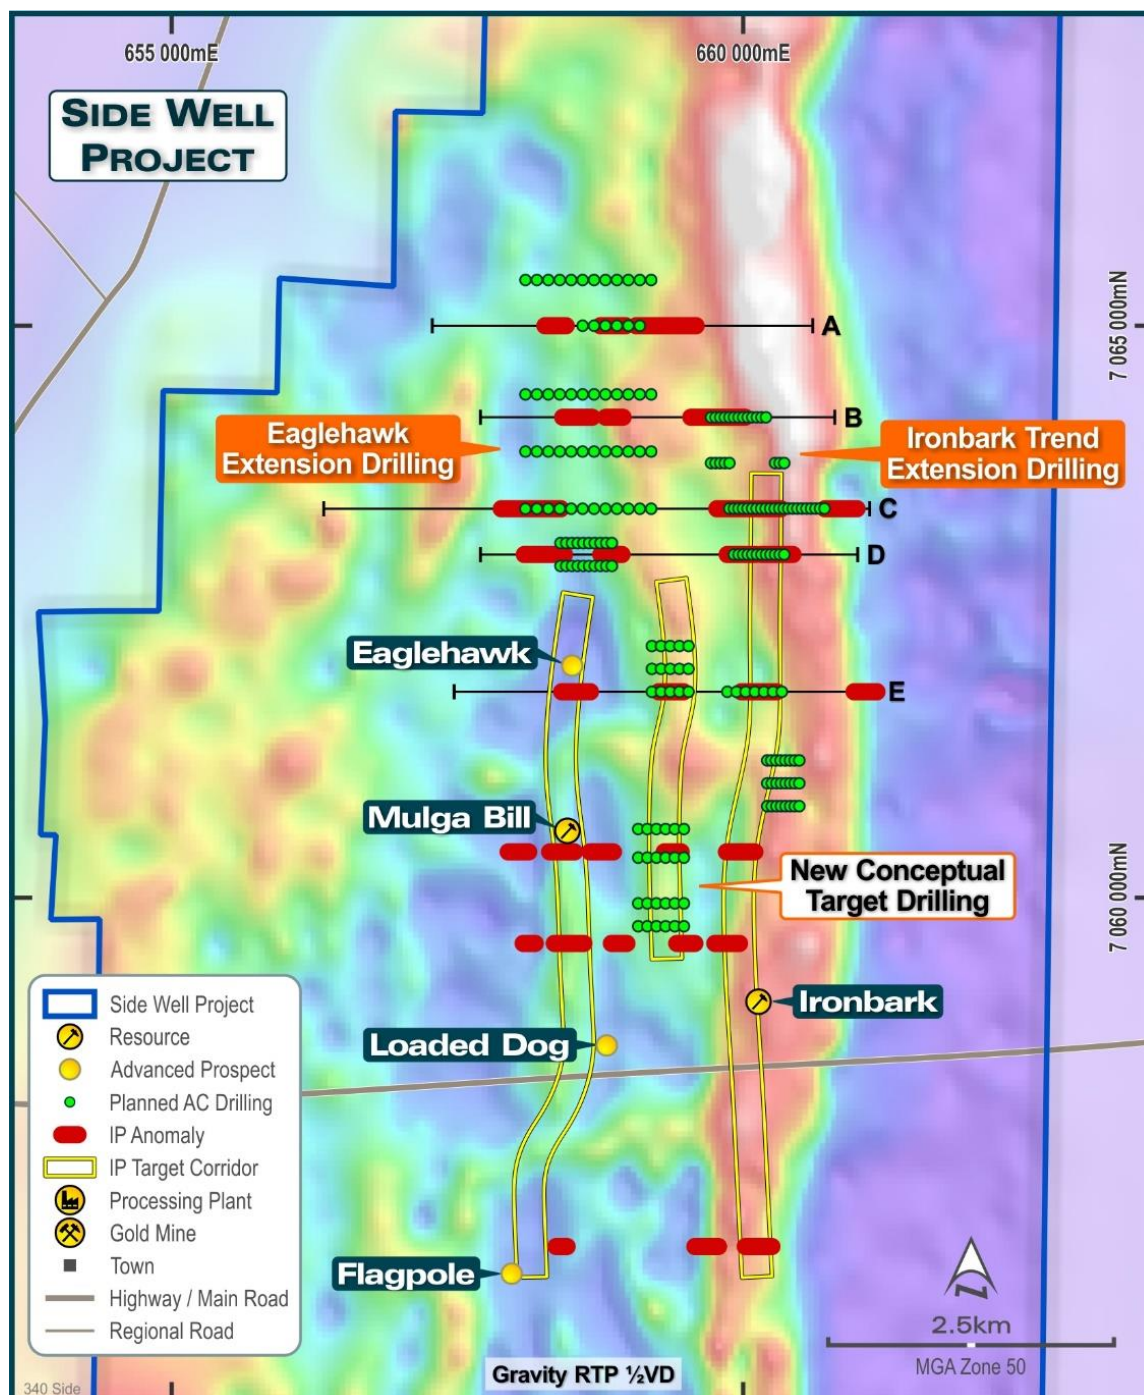 655 000mE
660 000mE
SIDE WELL
PROJECT
7 065 000mN
A
B
Eaglehawk
Extension Drilling
Ironbark Trend
Extension Drilling
C
D
Eaglehawk
E
Mulga Bill
New Conceptual
Target Drilling
7 060 000mN
Ironbark
Loaded Dog
Flagpole
Side Well Project
Resource
Advanced Prospect
Planned AC Drilling
IP Anomaly
IP Target Corridor
Processing Plant
Gold Mine
Town
Highway / Main Road
Regional Road
N
2.5km
MGA Zone 50
Gravity RTP ½VD
340 Side